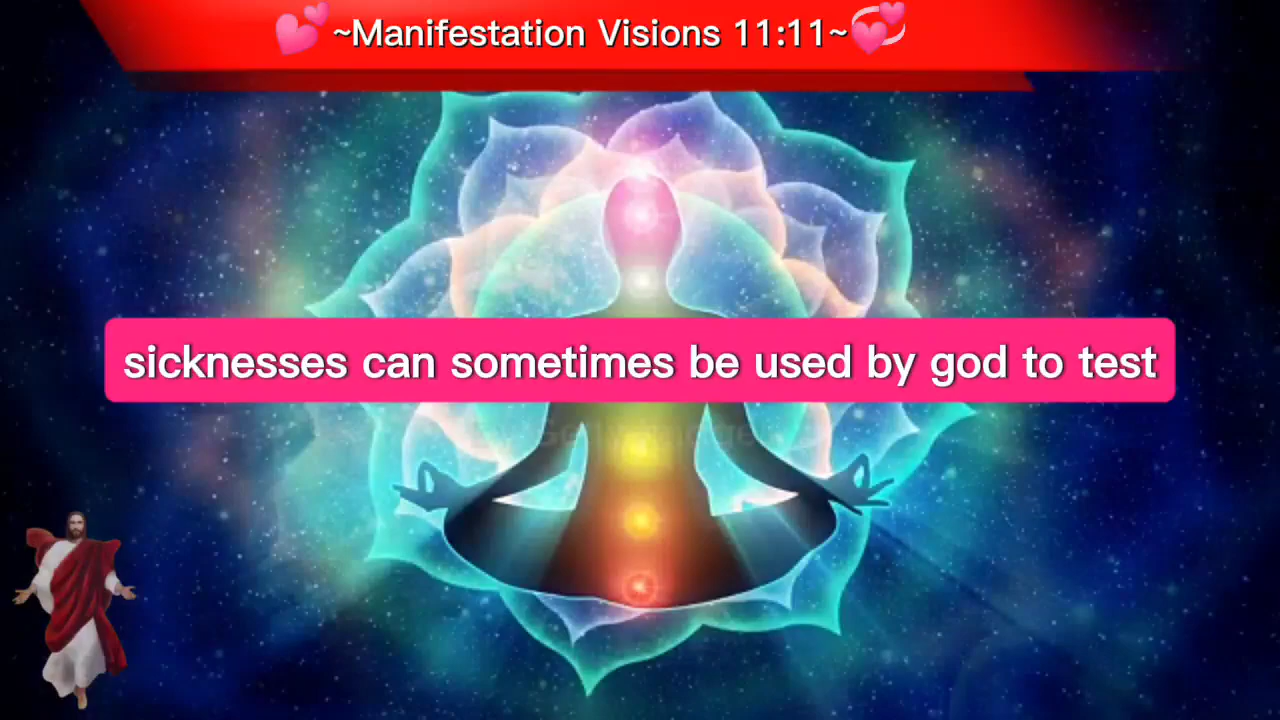 💕 ~Manifestation Visions 11:11~💞
sicknesses can sometimes be used by god to test